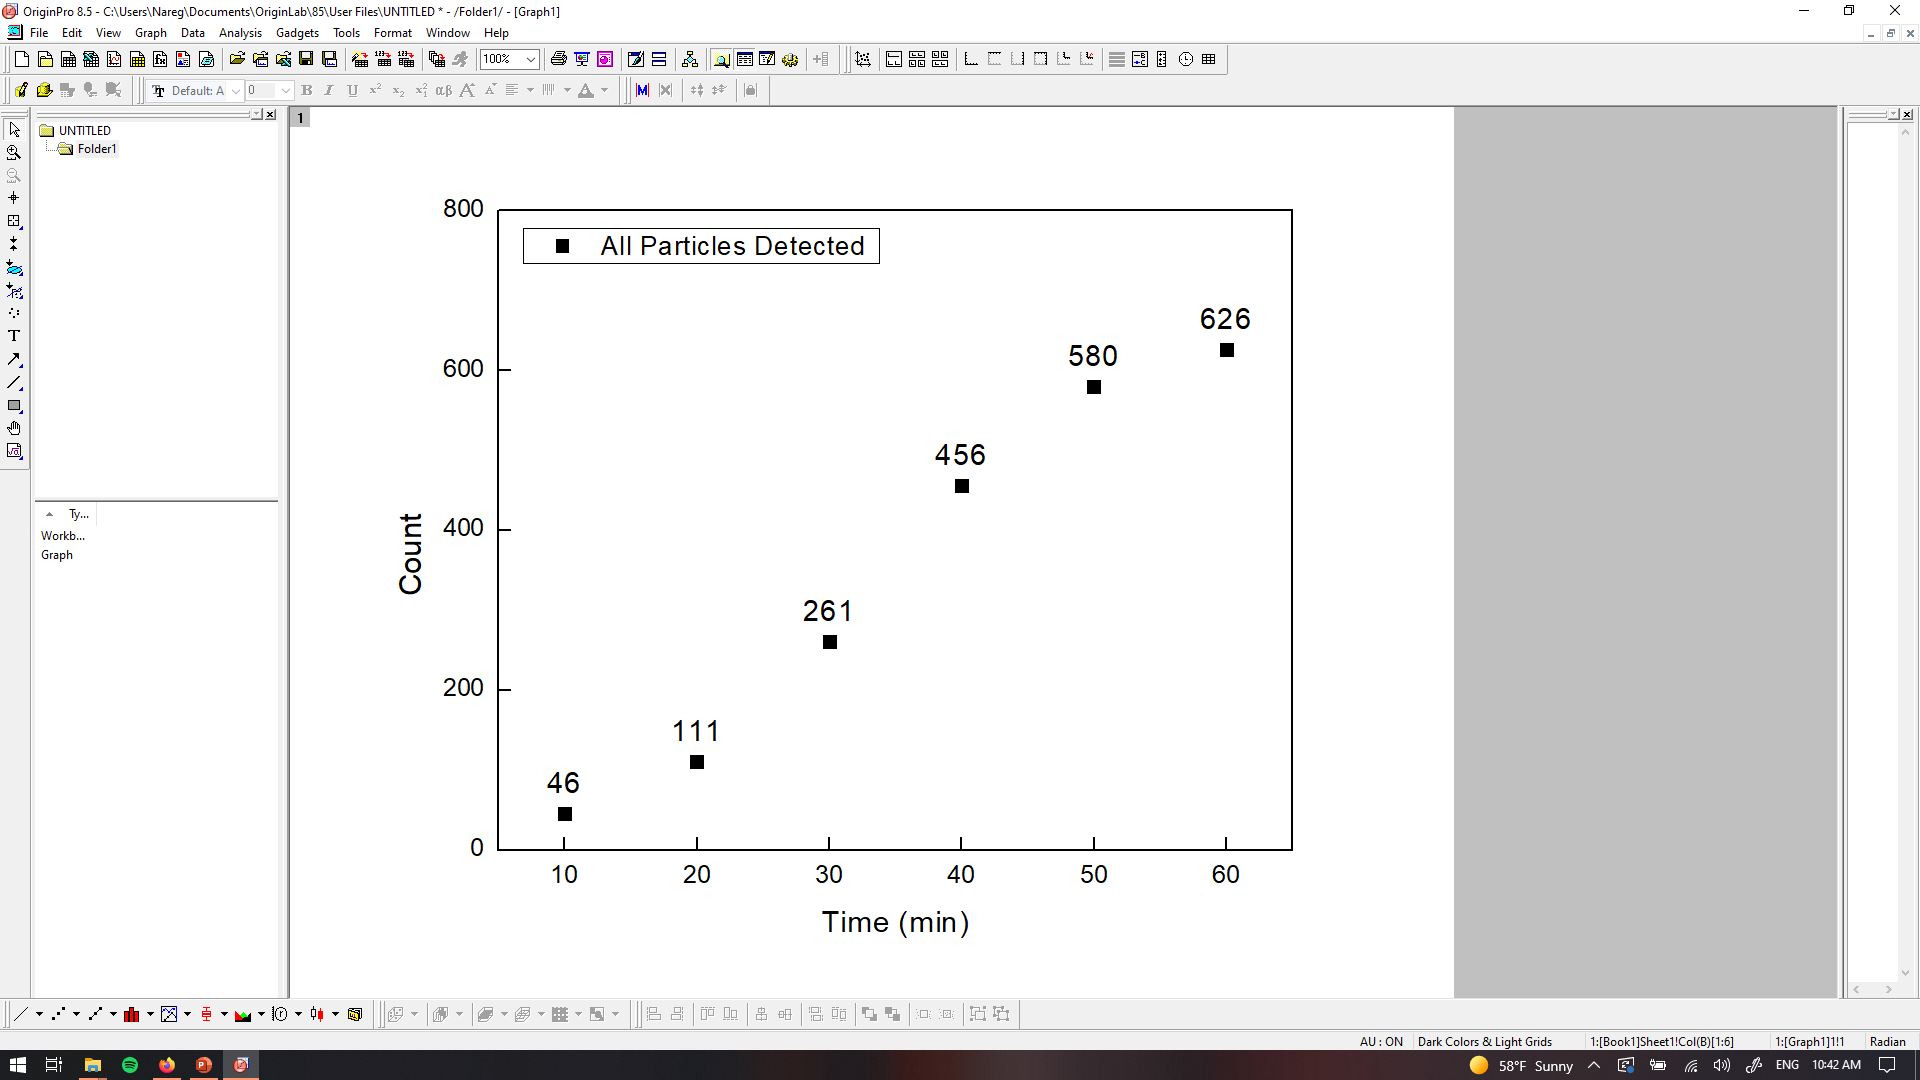 OriginPro 8.5 - C:\Users\Nareg\Documents\OriginLab\85\User Files\UNTITLED * - /Folder1/ - [Graph1]
File Edit View Graph Data Analysis Gadgets Tools Format Window Help
100%
Default: A 0 B I U αβ
UNTITLED
Folder1
Ty...
Workb...
Graph
1
800
All Particles Detected
626
580
600
456
400
Count
261
200
111
46
0
10 20 30 40 50 60
Time (min)
AU : ON Dark Colors & Light Grids 1:[Book1]Sheet1!Col(B)[1:6] 1:[Graph1]1!1 Radian
58°F Sunny ENG 10:42 AM